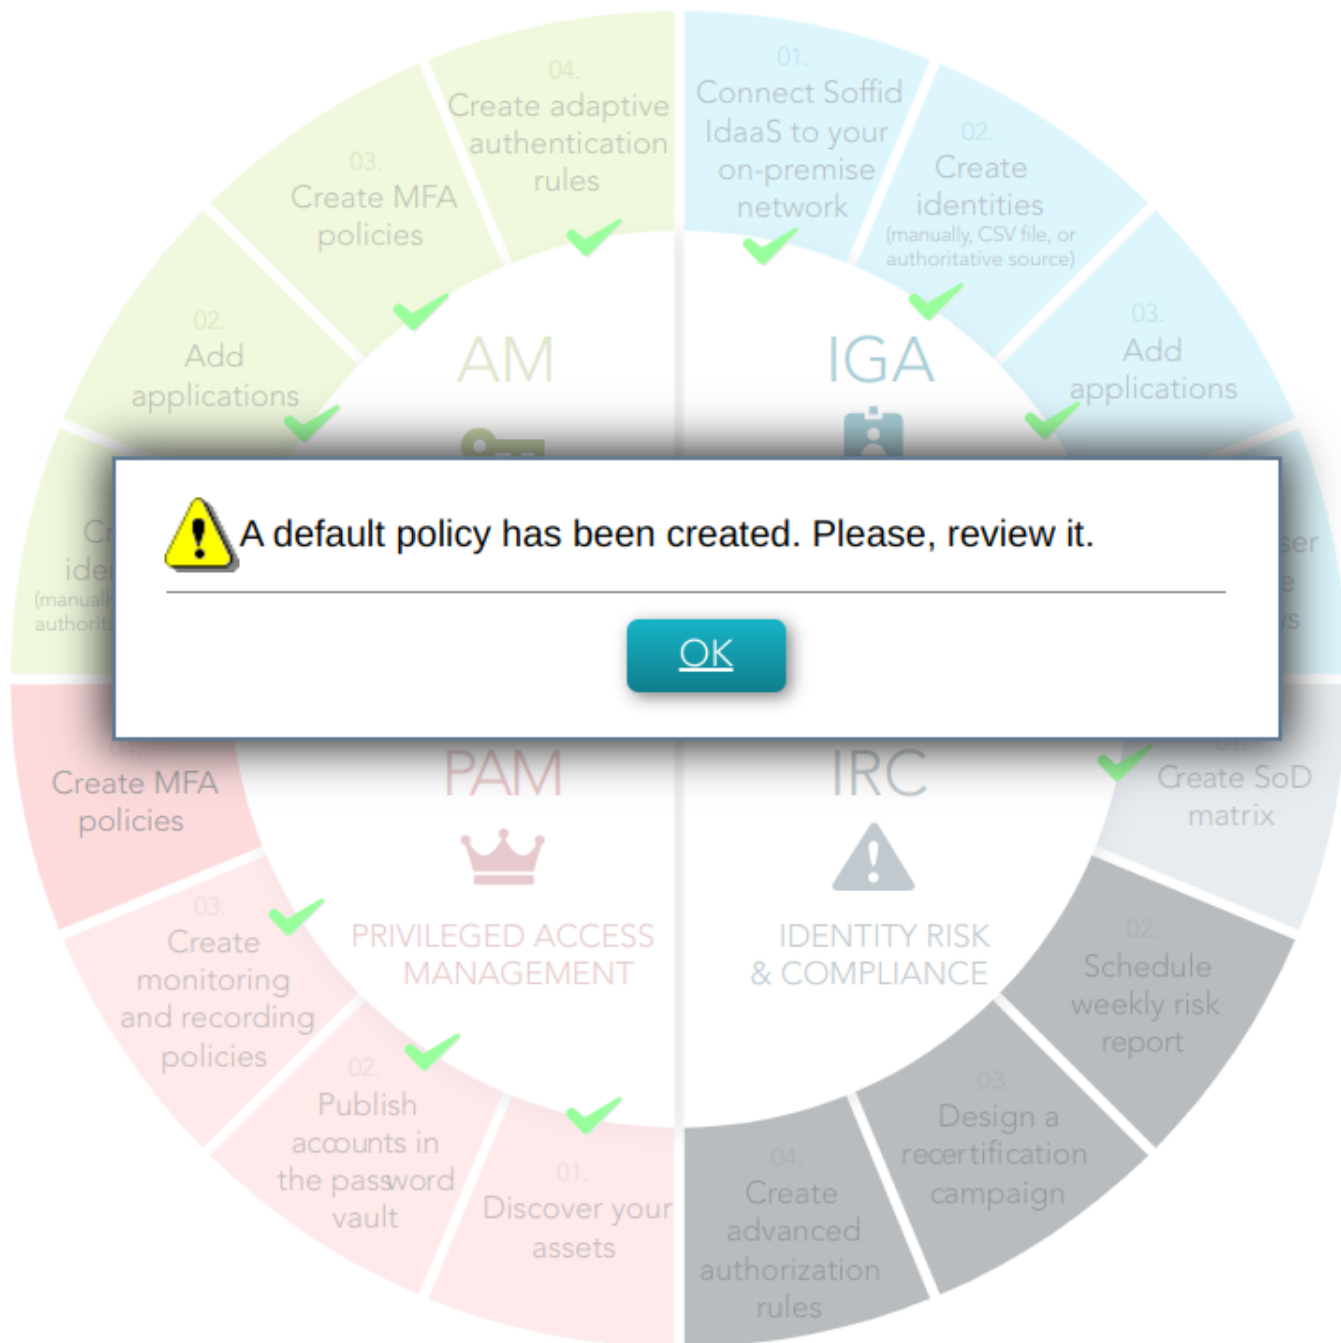 04.
Create adaptive
authentication
rules
01.
Connect Soffid
IdaaS to your
on-premise
network
03.
Create MFA
policies
02.
Create
identities
(manually, CSV file, or
authoritative source)
02.
Add
applications
03.
Add
applications
AM
IGA
A default policy has been created. Please, review it.
OK
04.
Create MFA
policies
PAM
PRIVILEGED ACCESS
MANAGEMENT
IRC
IDENTITY RISK
& COMPLIANCE
01.
Create SoD
matrix
03.
Create
monitoring
and recording
policies
02.
Schedule
weekly risk
report
02.
Publish
accounts in
the password
vault
03.
Design a
recertification
campaign
01.
Discover your
assets
04.
Create
advanced
authorization
rules